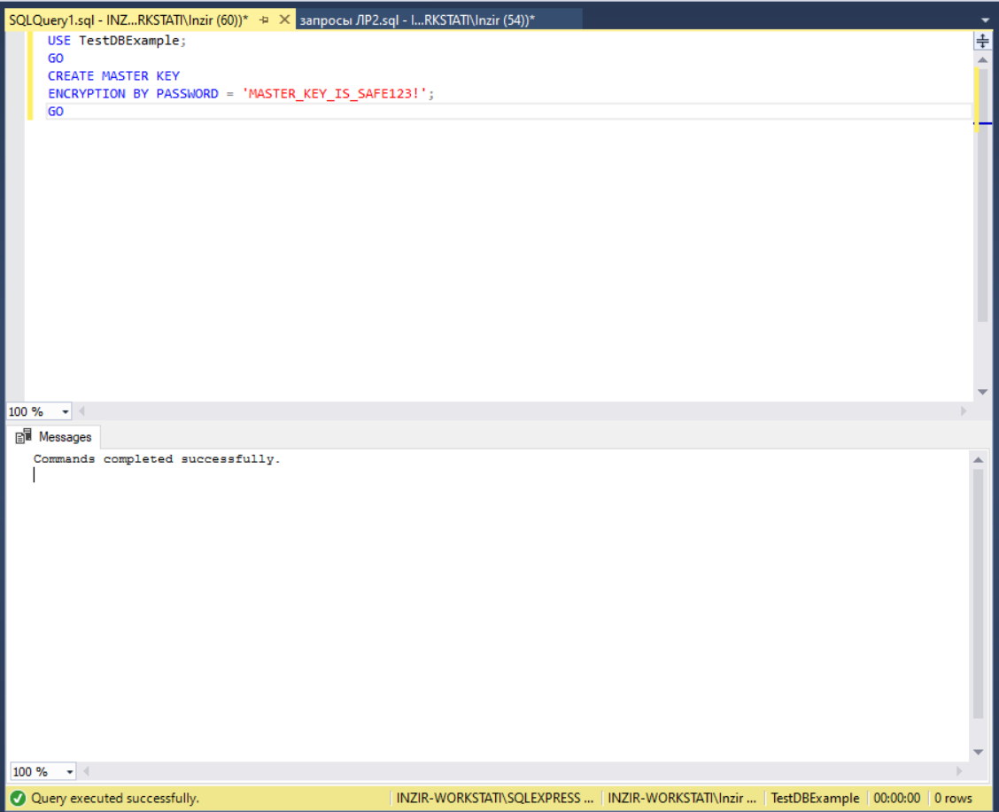 SQLQuery1.sql - INZ...RKSTATI\Inzir (60))* запросы ЛР2.sql - I...RKSTATI\Inzir (54))*
USE TestDBExample;
GO
CREATE MASTER KEY
ENCRYPTION BY PASSWORD = 'MASTER_KEY_IS_SAFE123!';
GO
100 %
Messages
Commands completed successfully.
100 %
Query executed successfully. INZIR-WORKSTATI\SQLEXPRESS ... INZIR-WORKSTATI\Inzir ... TestDBExample 00:00:00 0 rows